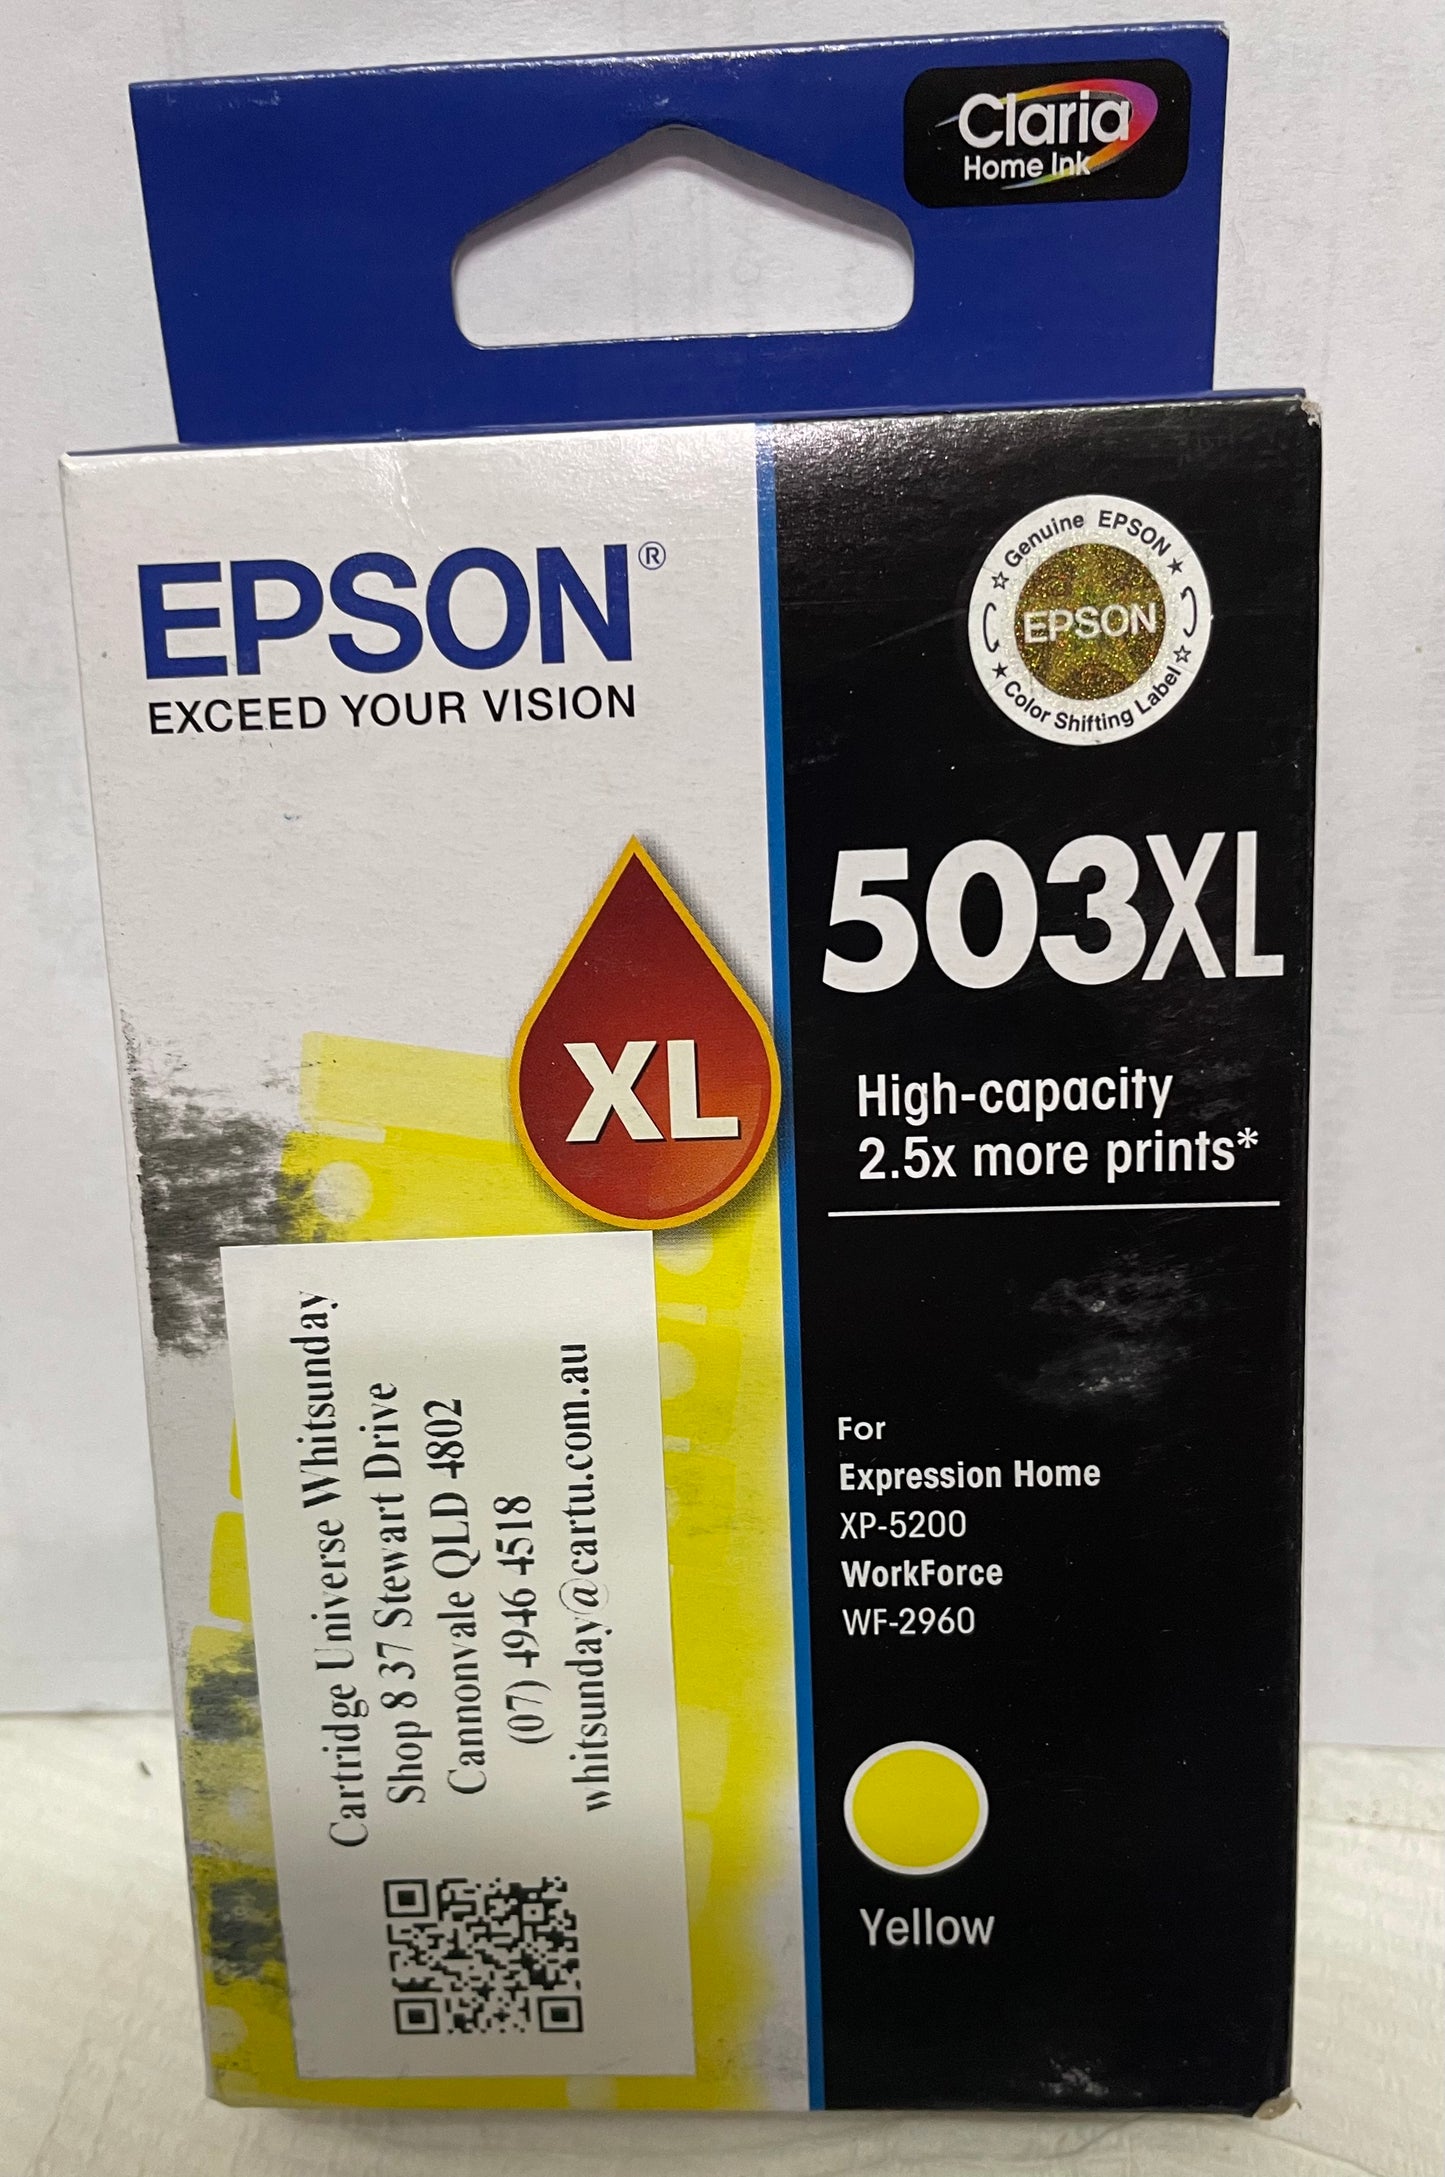 Claria
Home Ink
EPSON®
EXCEED YOUR VISION
Genuine EPSON
EPSON
Color Shifting Label
503XL
XL
High-capacity
2.5x more prints*
For
Expression Home
XP-5200
WorkForce
WF-2960
Yellow
Cartridge Universe Whitsunday
Shop 8 37 Stewart Drive
Cannonvale QLD 4802
(07) 4946 4518
whitsunday@cartu.com.au